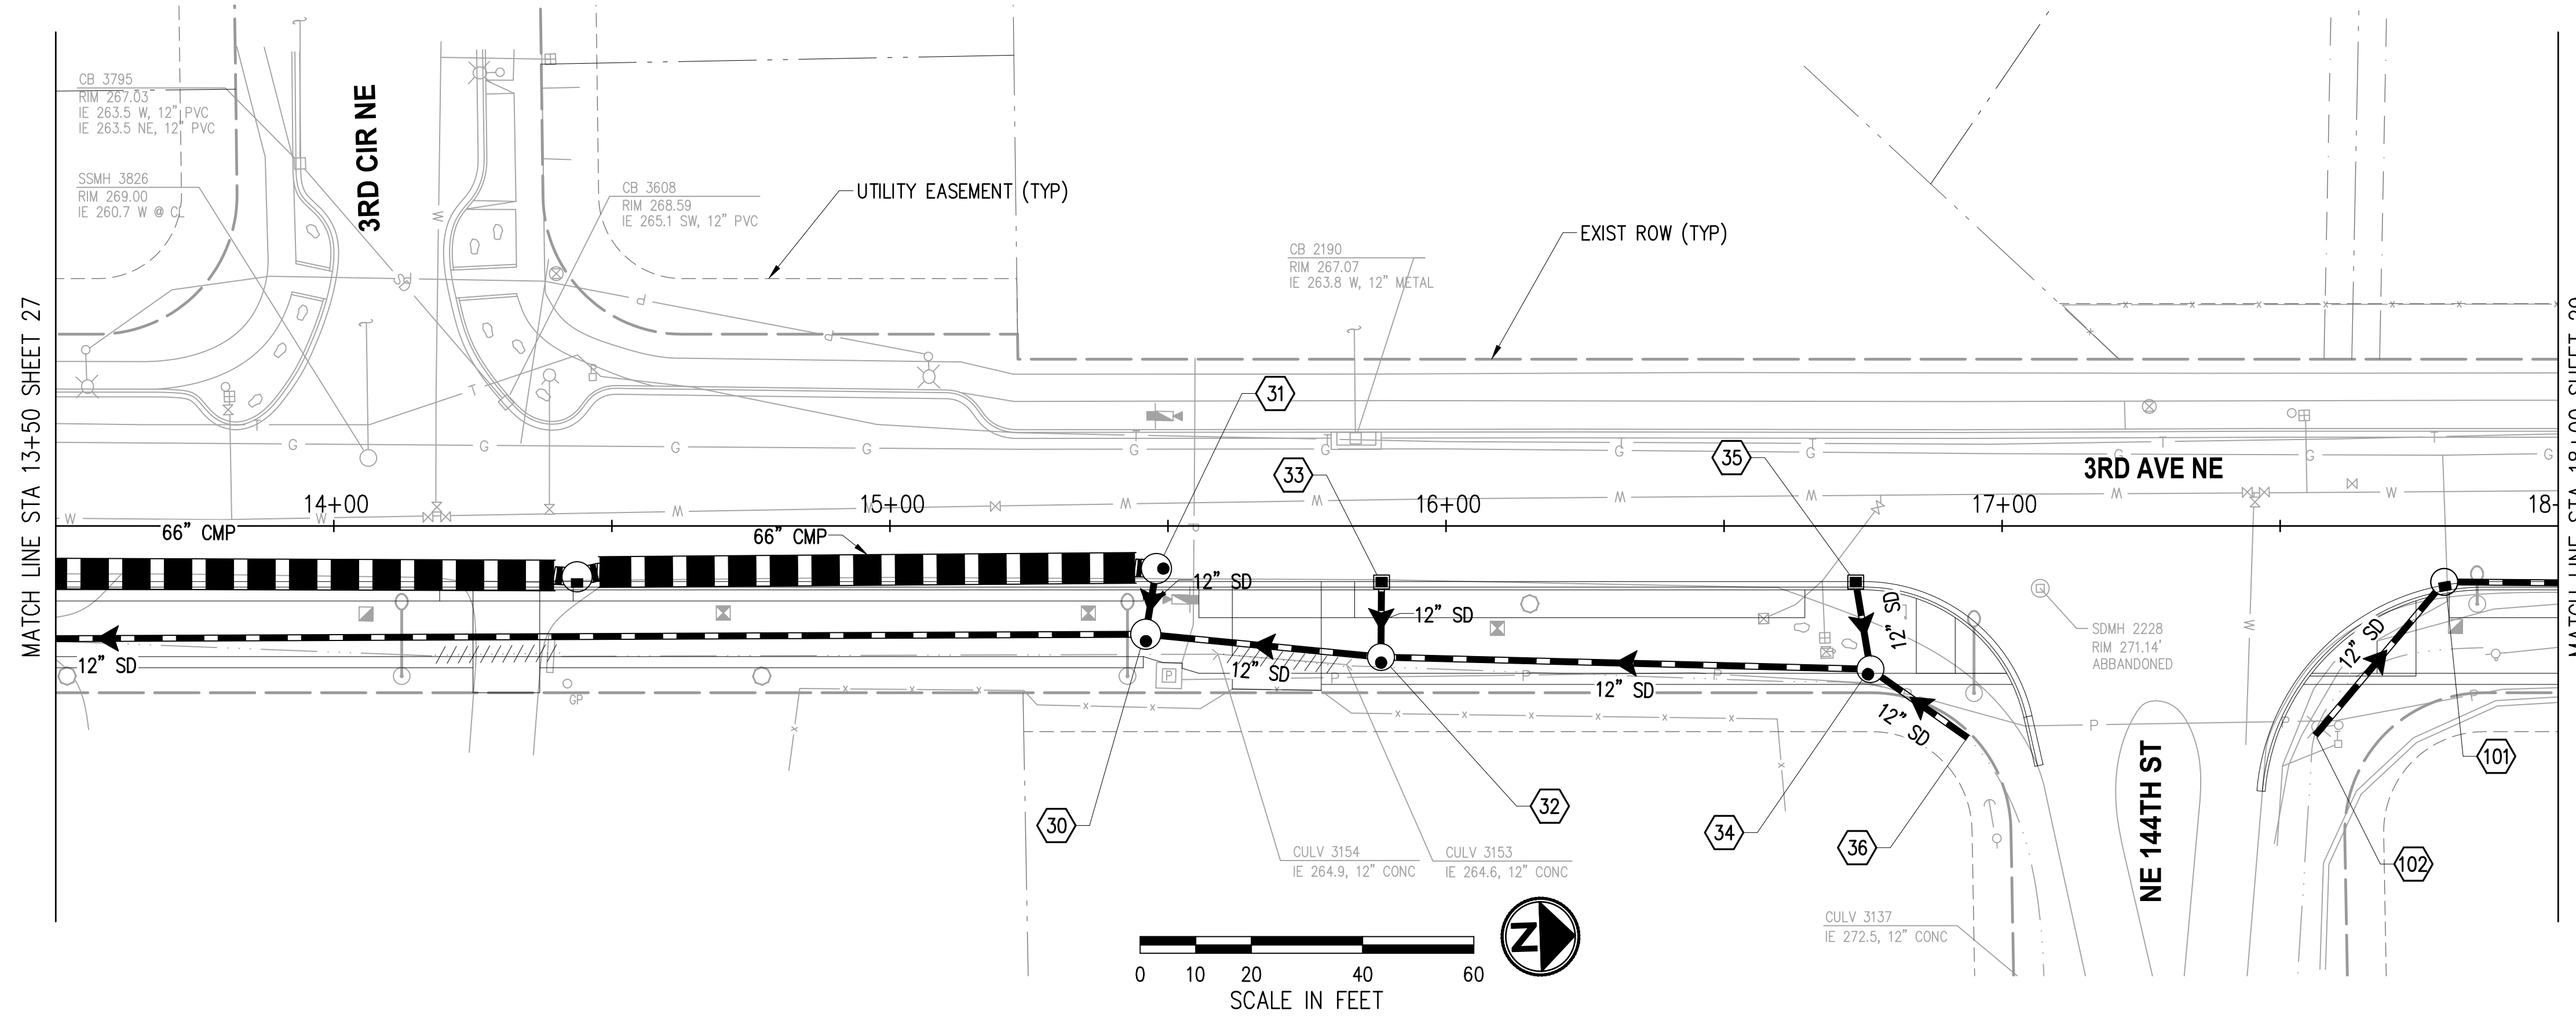 CB 3795
RIM 267.03
IE 263.5 W, 12" PVC
IE 263.5 NE, 12" PVC
3RD CIR NE
SSMH 3826
RIM 269.00
IE 260.7 W @ CL
CB 3608
RIM 268.59
IE 265.1 SW, 12" PVC
UTILITY EASEMENT (TYP)
EXIST ROW (TYP)
CB 2190
RIM 267.07
IE 263.8 W, 12" METAL
MATCH LINE STA 13+50 SHEET 27
31
33
35
3RD AVE NE
14+00
15+00
16+00
17+00
18
66" CMP
66" CMP
12" SD
12" SD
12" SD
12" SD
12" SD
12" SD
12" SD
12" SD
GP
P
SDMH 2228
RIM 271.14'
ABBANDONED
101
30
32
34
36
102
CULV 3154
IE 264.9, 12" CONC
CULV 3153
IE 264.6, 12" CONC
NE 144TH ST
CULV 3137
IE 272.5, 12" CONC
N
0 10 20 40 60
SCALE IN FEET